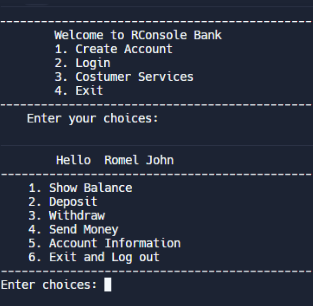 Welcome to RConsole Bank
1. Create Account
2. Login
3. Costumer Services
4. Exit
Enter your choices:
Hello  Romel John
1. Show Balance
2. Deposit
3. Withdraw
4. Send Money
5. Account Information
6. Exit and Log out
Enter choices: